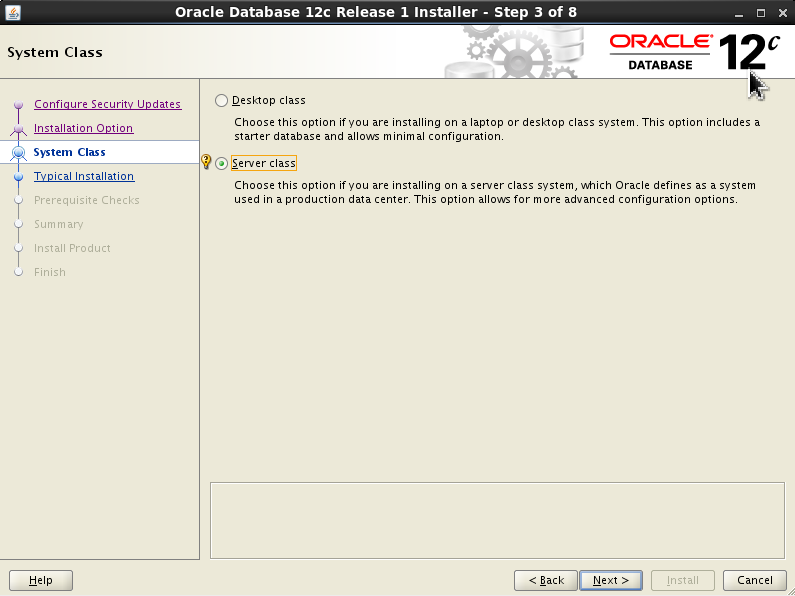 Oracle Database 12c Release 1 Installer - Step 3 of 8
System Class
ORACLE®
DATABASE
12c
Configure Security Updates
Installation Option
System Class
Typical Installation
Prerequisite Checks
Summary
Install Product
Finish
Desktop class
Choose this option if you are installing on a laptop or desktop class system. This option includes a
starter database and allows minimal configuration.
Server class
Choose this option if you are installing on a server class system, which Oracle defines as a system
used in a production data center. This option allows for more advanced configuration options.
Help
< Back
Next >
Install
Cancel